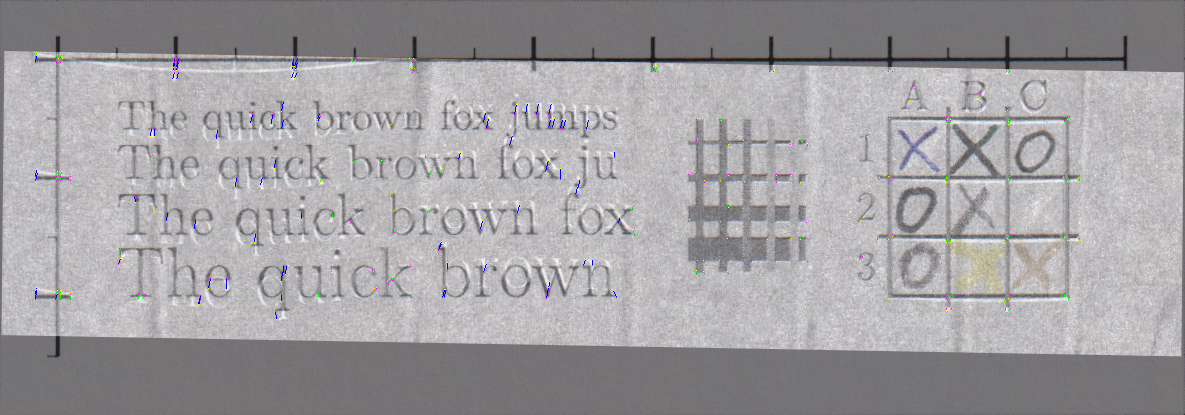 The quick brown fox jumps
The quick brown fox ju
The quick brown fox
The quick brown
A B C
1 X X O
2 O X
3 O X X